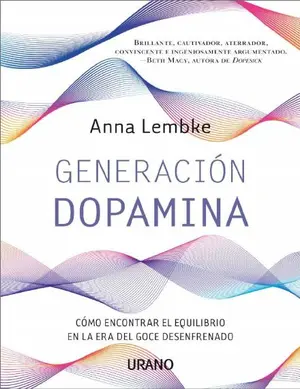 BRILLANTE, CAUTIVADOR, ATERRADOR,
CONVINCENTE E INGENIOSAMENTE ARGUMENTADO.
—BETH MACY, AUTORA DE DOPESICK
Anna Lembke
GENERACIÓN
DOPAMINA
CÓMO ENCONTRAR EL EQUILIBRIO
EN LA ERA DEL GOCE DESENFRENADO
URANO